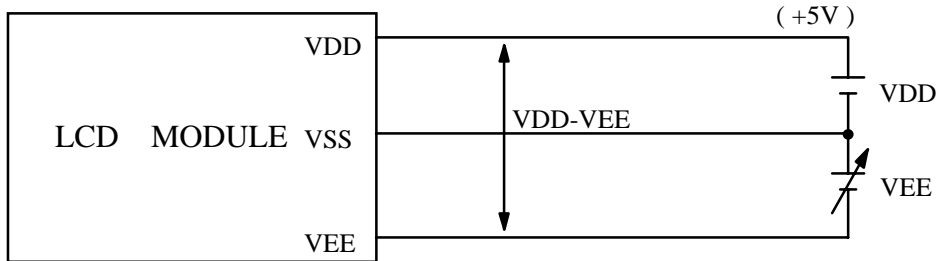 ( +5V )
VDD
VDD
VDD-VEE
LCD MODULE VSS
VEE
VEE